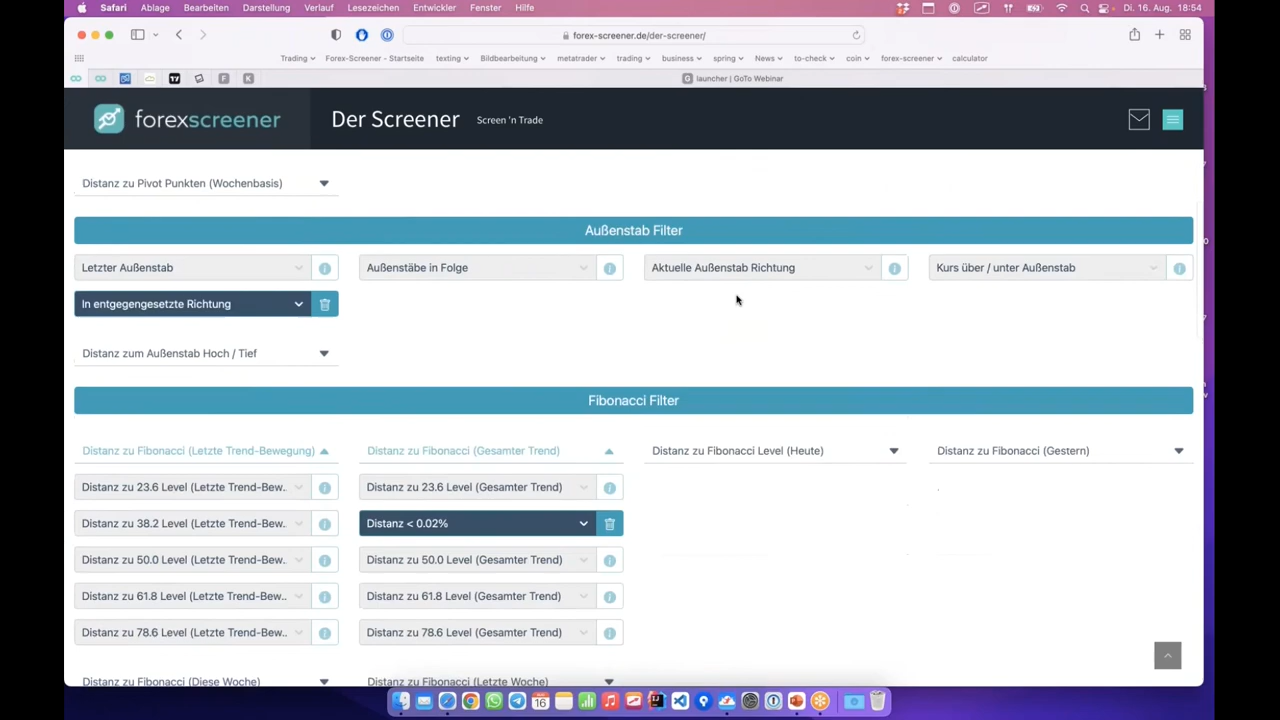 Safari Ablage Bearbeiten Darstellung Verlauf Lesezeichen Entwickler Fenster Hilfe Di. 16. Aug. 18:54
forex-screener.de/der-screener/
Trading Forex-Screener - Startseite texting Bildbearbeitung metatrader trading business spring News to-check coin forex-screener calculator
launcher | GoTo Webinar
forexscreener Der Screener Screen 'n Trade
Distanz zu Pivot Punkten (Wochenbasis)
Außenstab Filter
Letzter Außenstab Außenstäbe in Folge Aktuelle Außenstab Richtung Kurs über / unter Außenstab
In entgegengesetzte Richtung
Distanz zum Außenstab Hoch / Tief
Fibonacci Filter
Distanz zu Fibonacci (Letzte Trend-Bewegung) Distanz zu Fibonacci (Gesamter Trend) Distanz zu Fibonacci Level (Heute) Distanz zu Fibonacci (Gestern)
Distanz zu 23.6 Level (Letzte Trend-Bew.. Distanz zu 23.6 Level (Gesamter Trend)
Distanz zu 38.2 Level (Letzte Trend-Bew.. Distanz < 0.02%
Distanz zu 50.0 Level (Letzte Trend-Bew.. Distanz zu 50.0 Level (Gesamter Trend)
Distanz zu 61.8 Level (Letzte Trend-Bew.. Distanz zu 61.8 Level (Gesamter Trend)
Distanz zu 78.6 Level (Letzte Trend-Bew.. Distanz zu 78.6 Level (Gesamter Trend)
Distanz zu Fibonacci (Diese Woche) Distanz zu Fibonacci (Letzte Woche)